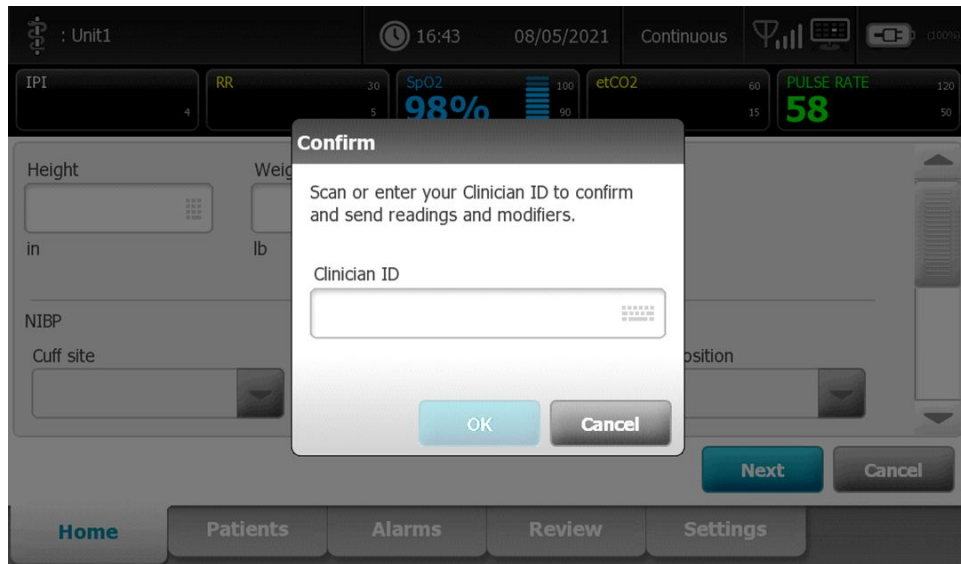 : Unit1
16:43
08/05/2021
Continuous
(100%)
IPI
4
RR
30
5
SpO2
98%
100
90
etCO2
60
15
PULSE RATE
58
120
50
Confirm
Scan or enter your Clinician ID to confirm
and send readings and modifiers.
Clinician ID
OK
Cancel
Height
in
Weig
lb
NIBP
Cuff site
osition
Next
Cancel
Home
Patients
Alarms
Review
Settings